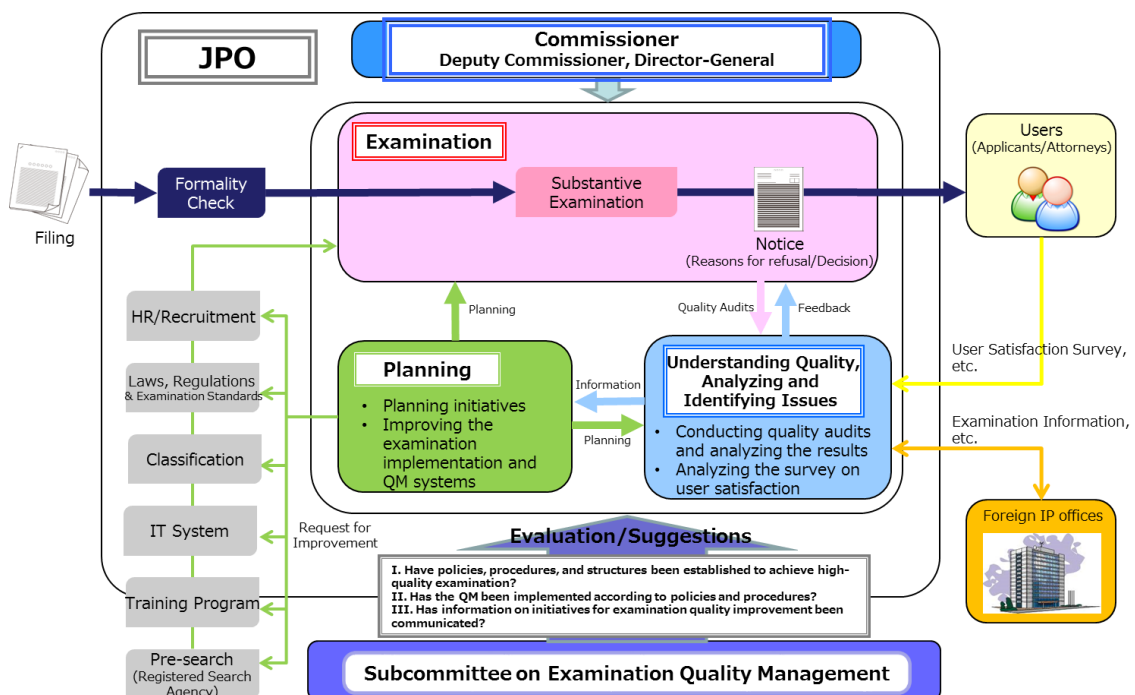 JPO
Commissioner
Deputy Commissioner, Director-General
Examination
Filing
Formality
Check
Substantive
Examination
Notice
(Reasons for refusal/Decision)
Users
(Applicants/Attorneys)
Planning
Quality Audits
Feedback
HR/Recruitment
Laws, Regulations
& Examination Standards
Classification
IT System
Training Program
Pre-search
(Registered Search
Agency)
Request for
Improvement
Planning
• Planning initiatives
• Improving the
examination
implementation and
QM systems
Information
Planning
Understanding Quality,
Analyzing and
Identifying Issues
• Conducting quality audits
and analyzing the results
• Analyzing the survey on
user satisfaction
User Satisfaction Survey,
etc.
Examination Information,
etc.
Foreign IP offices
Evaluation/Suggestions
I. Have policies, procedures, and structures been established to achieve high-
quality examination?
II. Has the QM been implemented according to policies and procedures?
III. Has information on initiatives for examination quality improvement been
communicated?
Subcommittee on Examination Quality Management